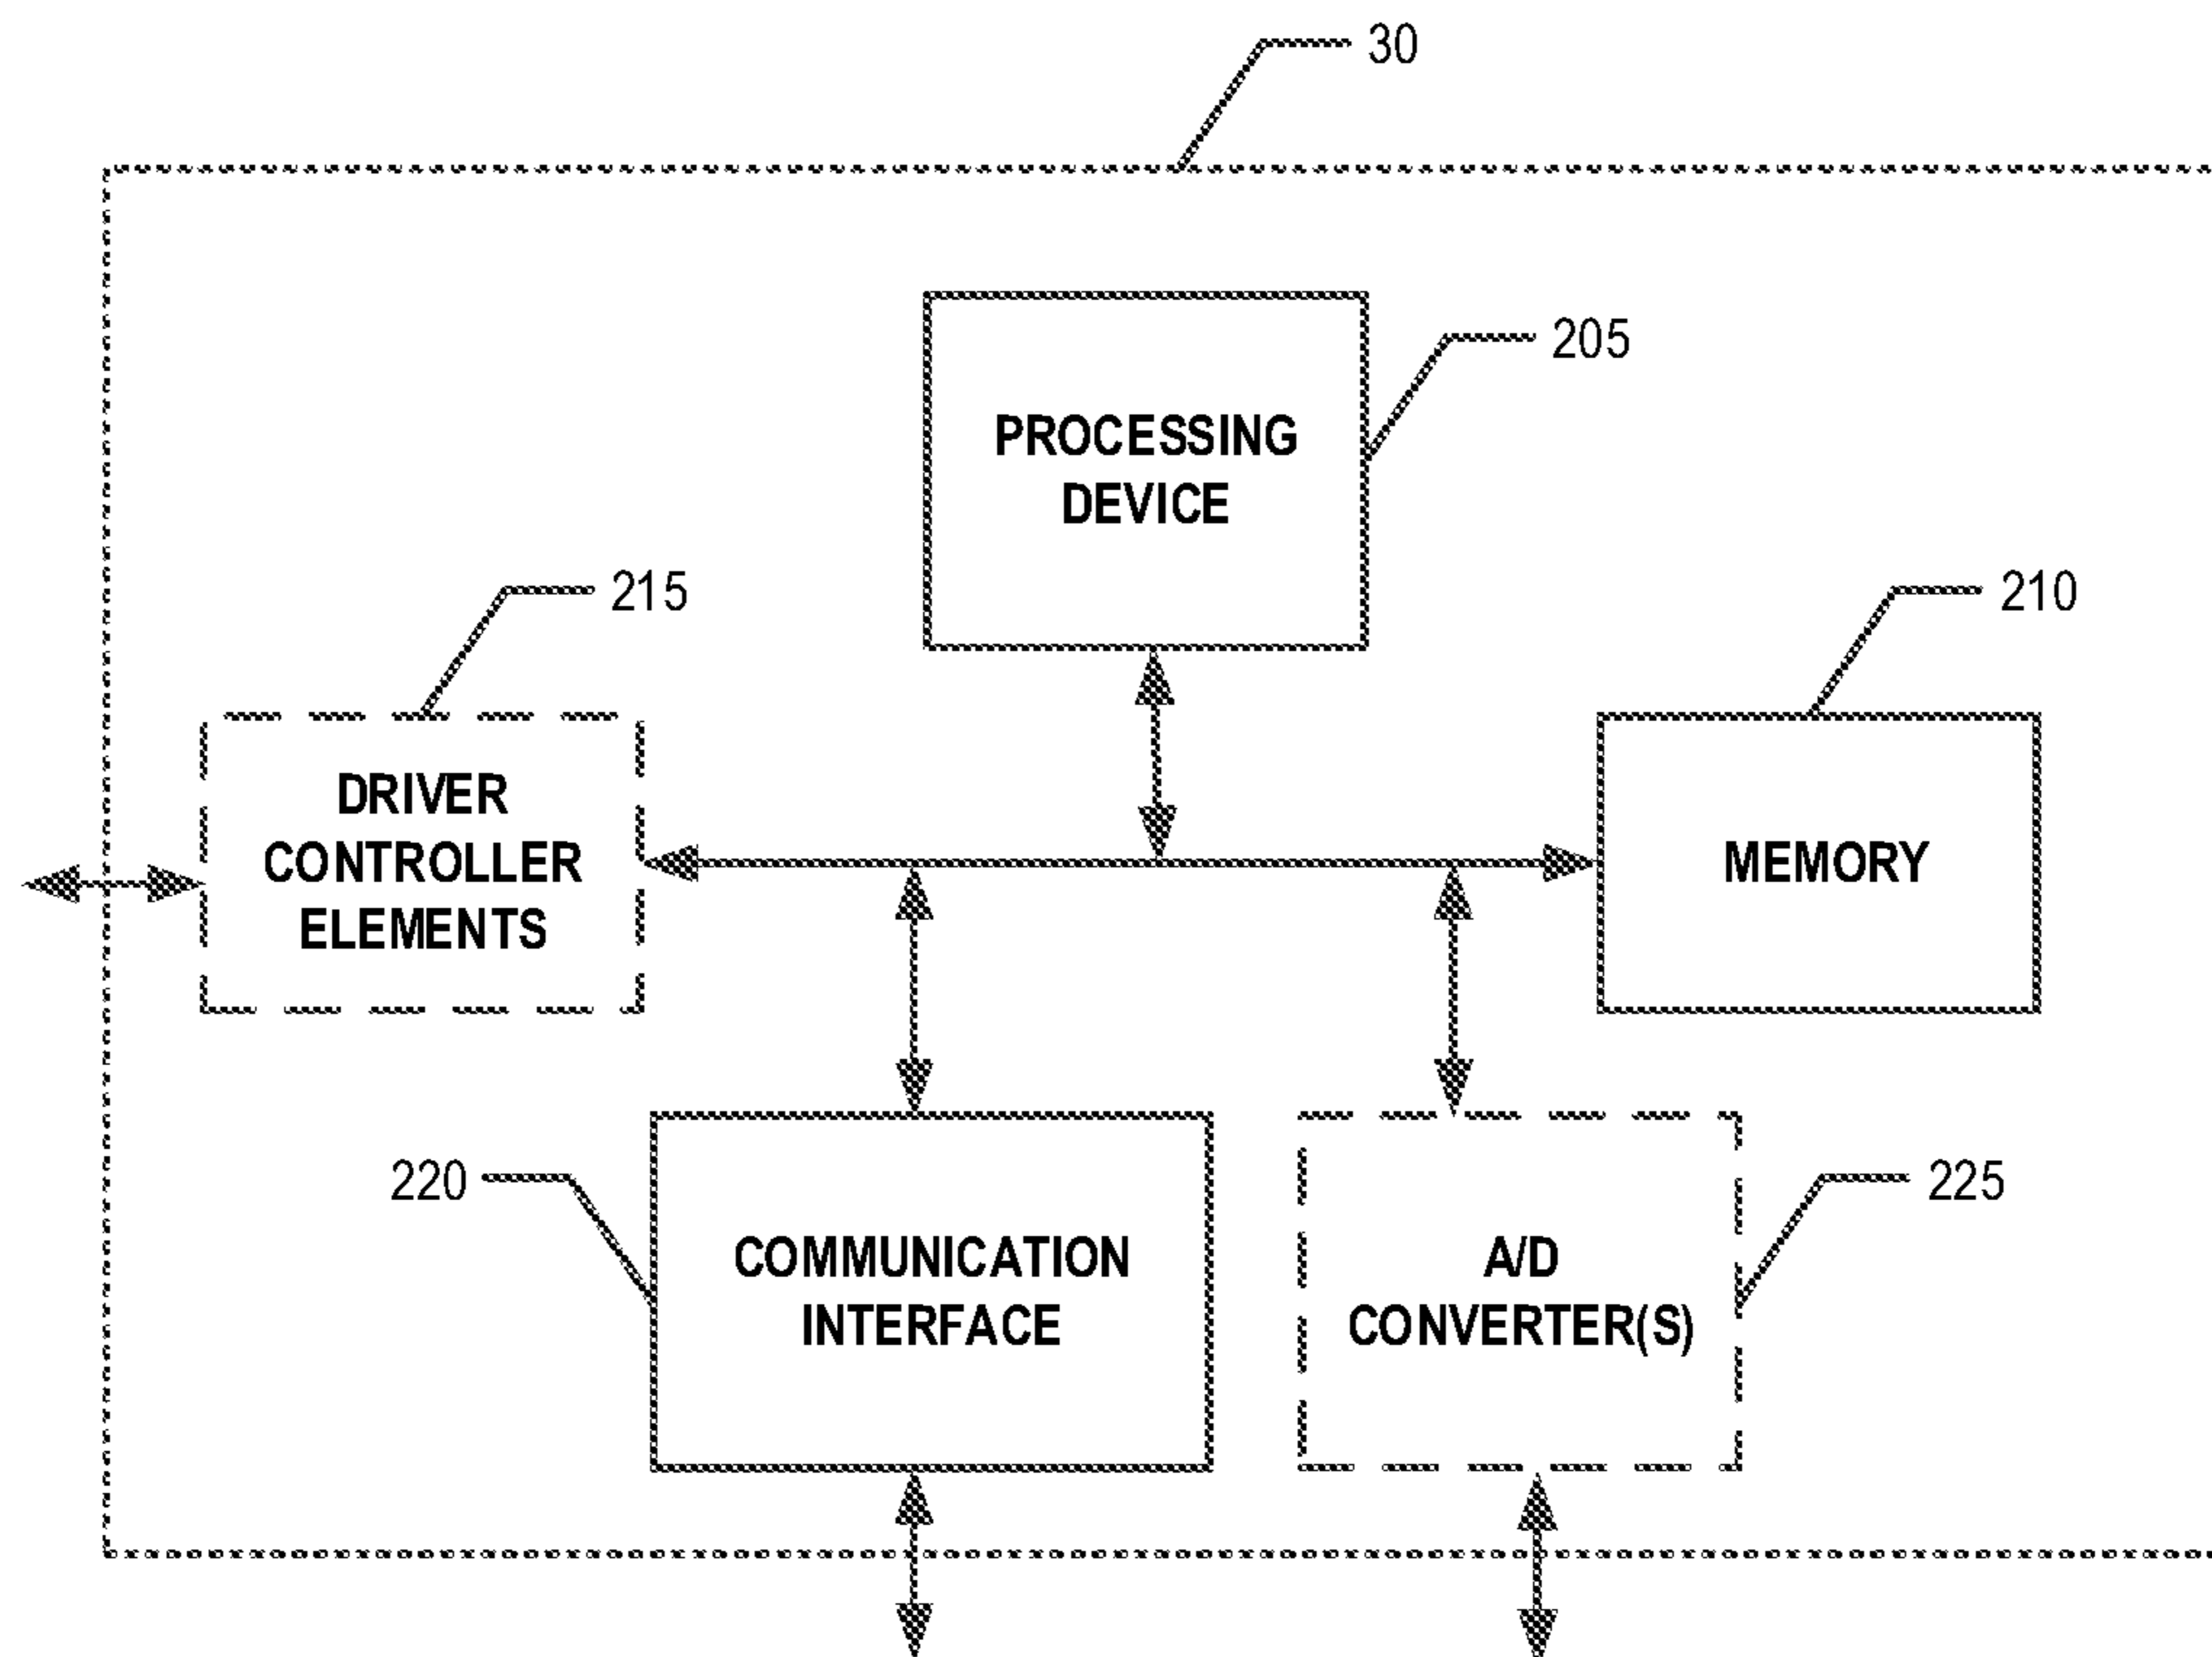 30
205
PROCESSING
DEVICE
215
210
DRIVER
CONTROLLER
ELEMENTS
MEMORY
220
225
COMMUNICATION
INTERFACE
A/D
CONVERTER(S)